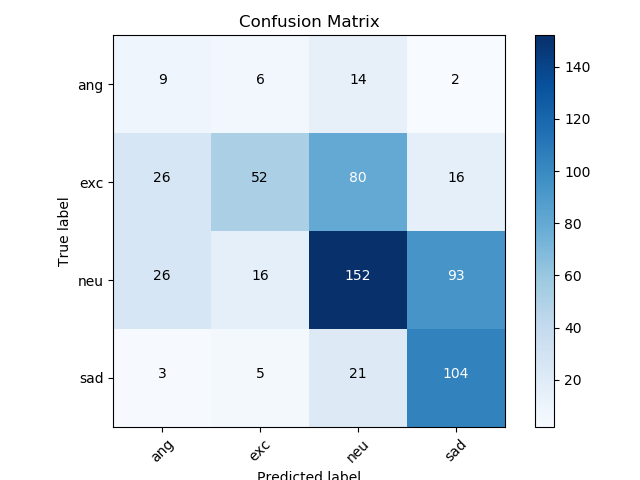 Confusion Matrix
True label
ang 9 6 14 2
exc 26 52 80 16
neu 26 16 152 93
sad 3 5 21 104
ang exc neu sad
Predicted label
140
120
100
80
60
40
20